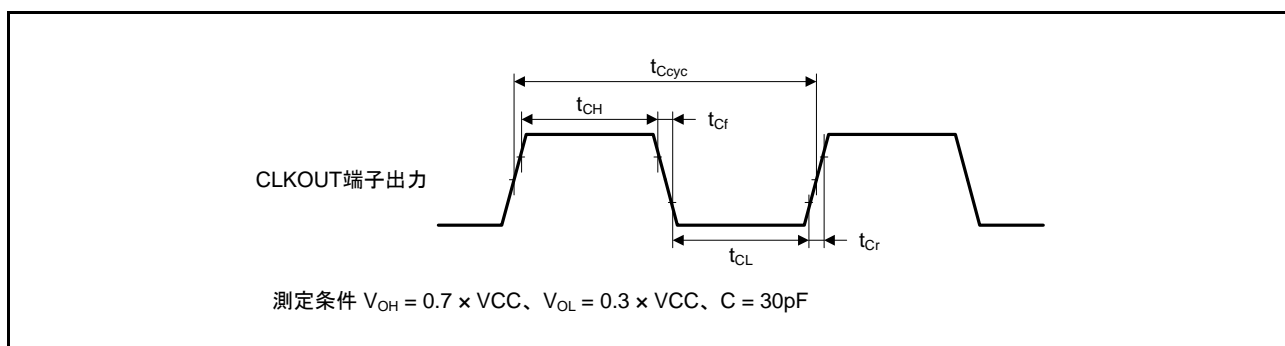 tCcyc
tCH
tCf
CLKOUT端子出力
tCL
tCr
測定条件 VOH = 0.7 × VCC、VOL = 0.3 × VCC、C = 30pF